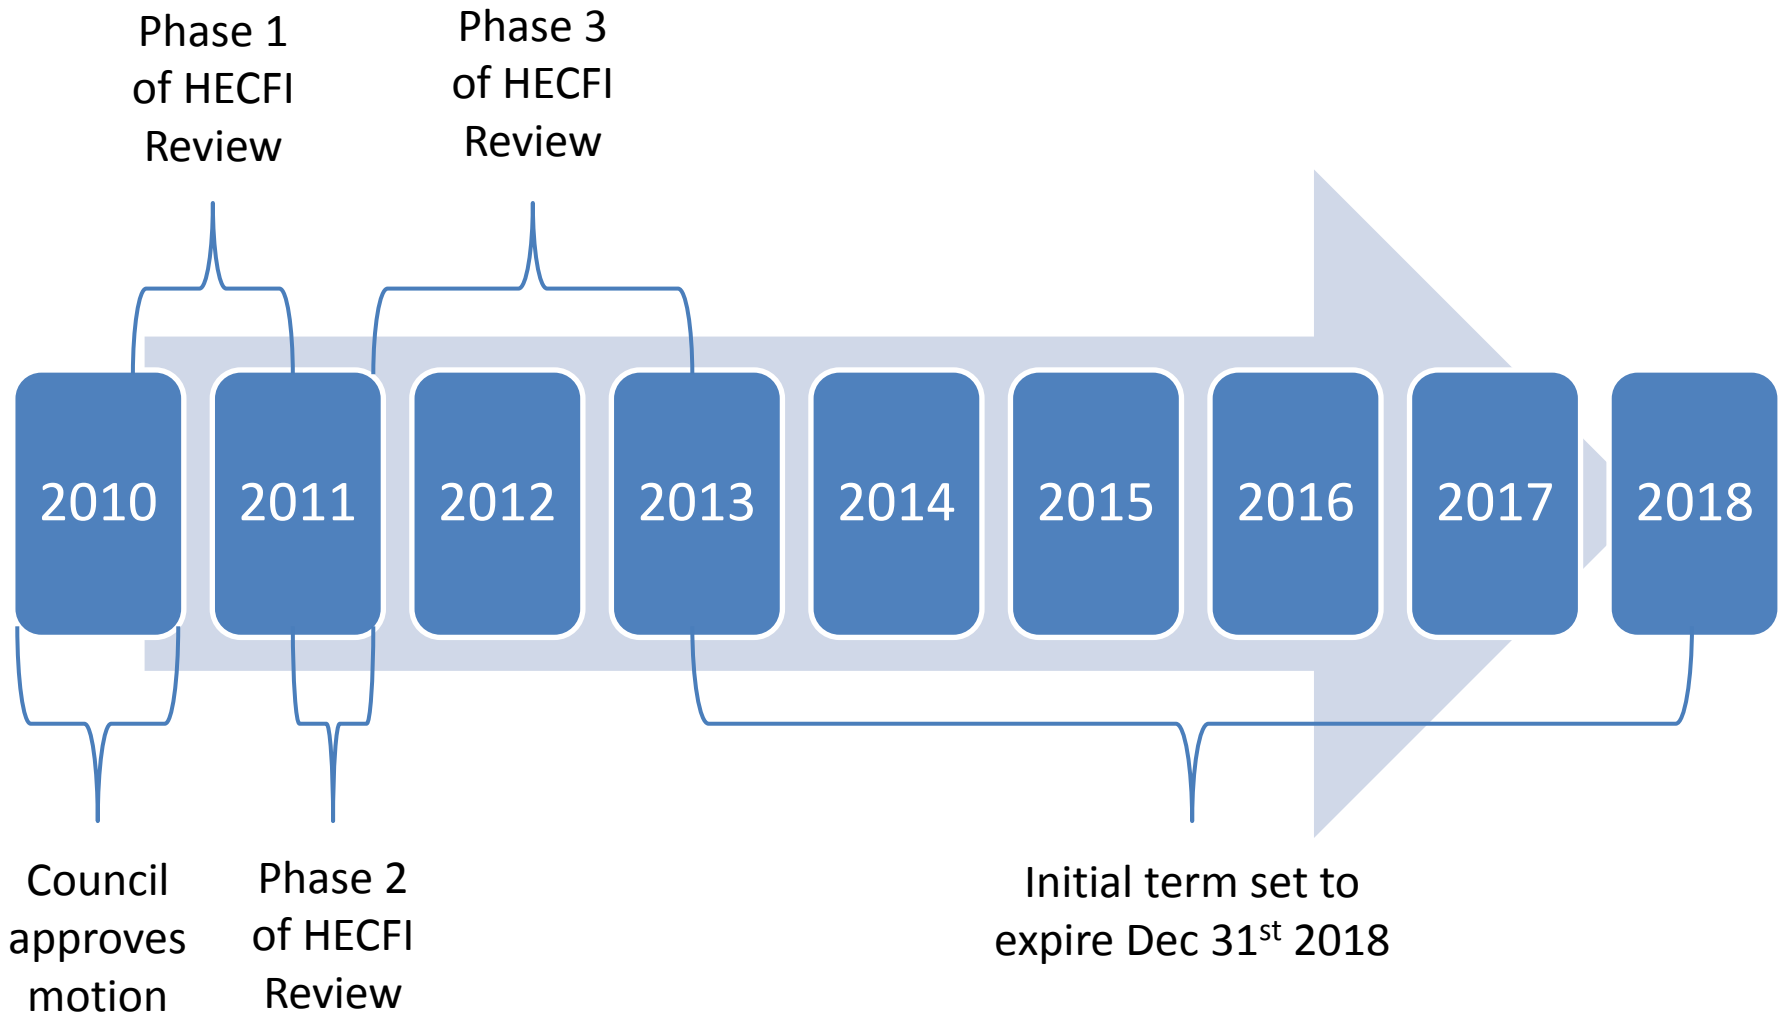 Phase 1
of HECFI
Review
Phase 3
of HECFI
Review
2010
2011
2012
2013
2014
2015
2016
2017
2018
Council
approves
motion
Phase 2
of HECFI
Review
Initial term set to
expire Dec 31st 2018